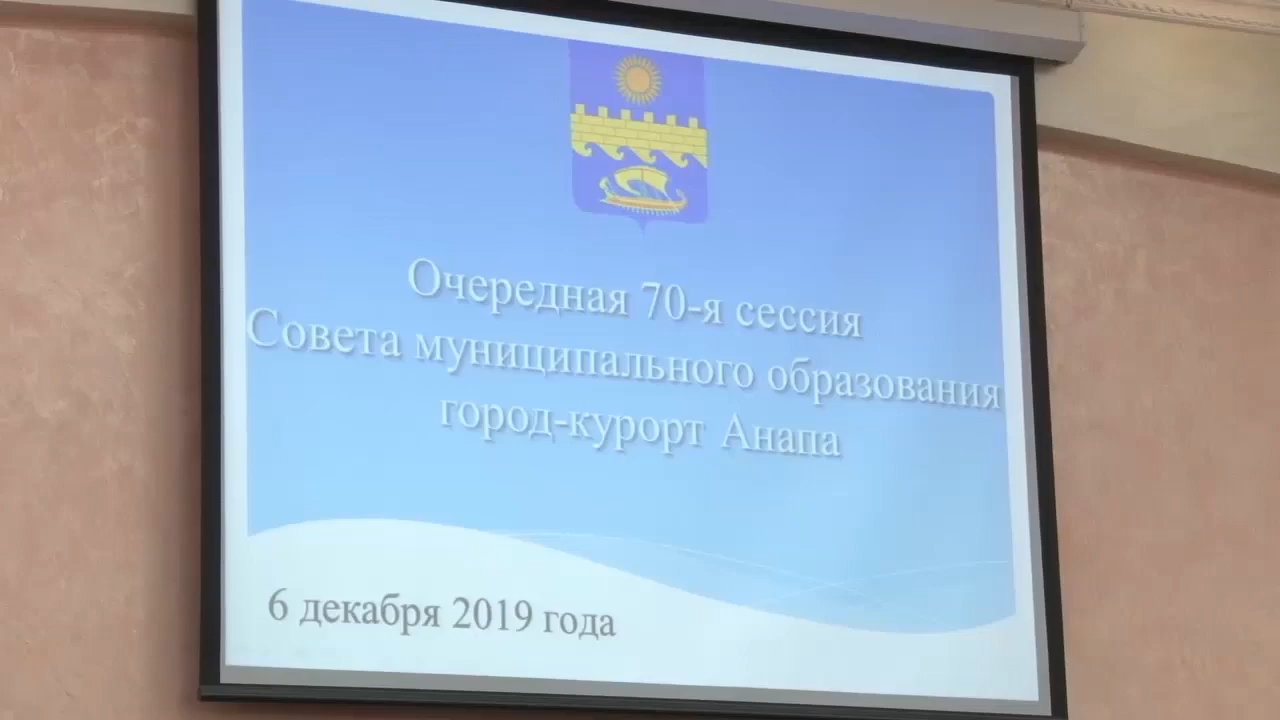 Очередная 70-я сессия
Совета муниципального образования
город-курорт Анапа
6 декабря 2019 года